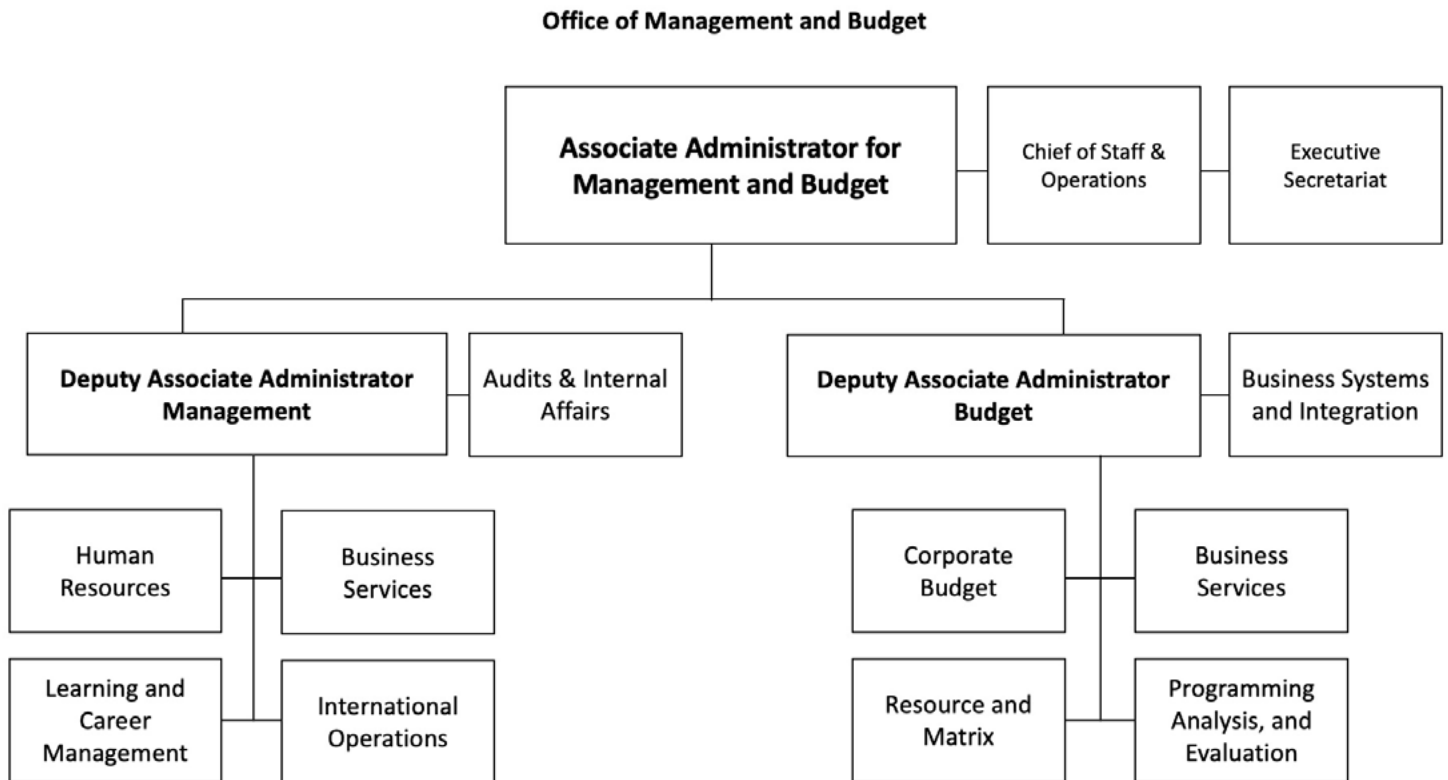 Office of Management and Budget
Associate Administrator for
Management and Budget
Chief of Staff &
Operations
Executive
Secretariat
Deputy Associate Administrator
Management
Audits & Internal
Affairs
Deputy Associate Administrator
Budget
Business Systems
and Integration
Human
Resources
Business
Services
Corporate
Budget
Business
Services
Learning and
Career
Management
International
Operations
Resource and
Matrix
Programming
Analysis, and
Evaluation